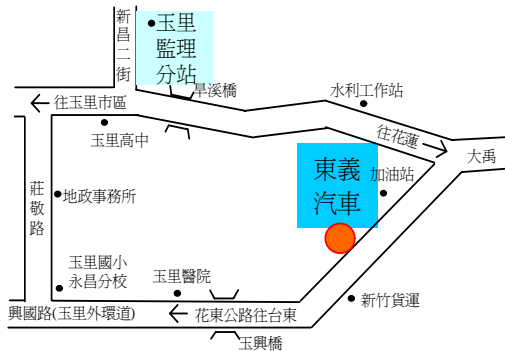 新昌二街
玉里
監理
分站
旱溪橋
往玉里市區
水利工作站
往花蓮
玉里高中
大禹
東義
汽車
加油站
莊敬路
地政事務所
玉里國小
永昌分校
玉里醫院
新竹貨運
興國路(玉里外環道)
花東公路往台東
玉興橋